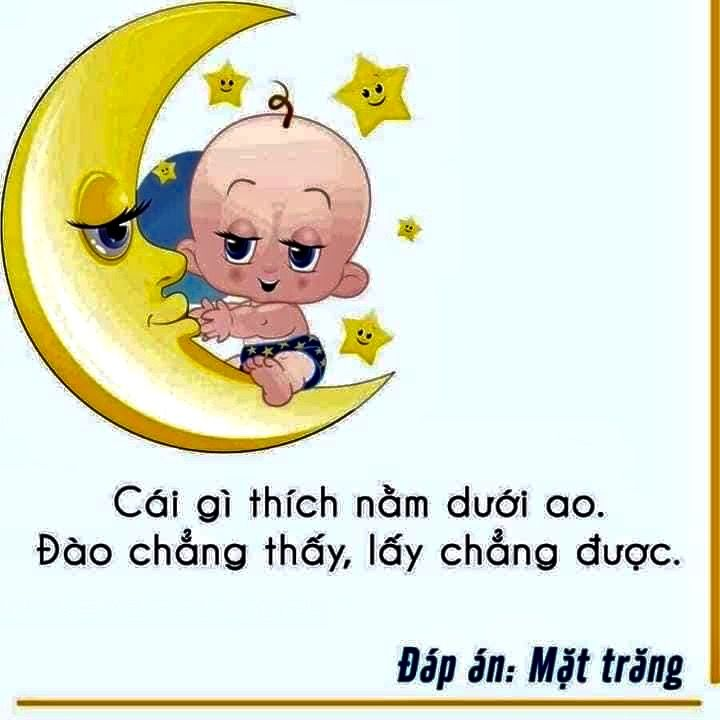 Cái gì thích nằm dưới ao.
Đào chẳng thấy, lấy chẳng được.
Đáp án: Mặt trăng